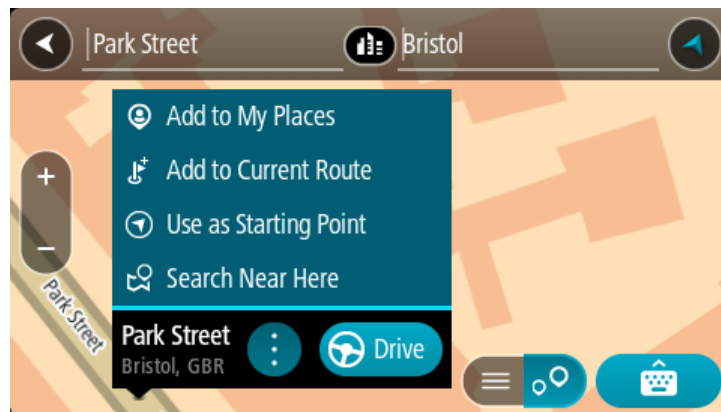 Park Street
Bristol
Add to My Places
Add to Current Route
Use as Starting Point
Search Near Here
Park Street
Park Street
Bristol, GBR
Drive